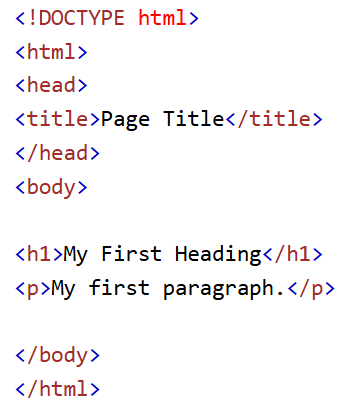 <!DOCTYPE html>
<html>
<head>
<title>Page Title</title>
</head>
<body>

<h1>My First Heading</h1>
<p>My first paragraph.</p>

</body>
</html>